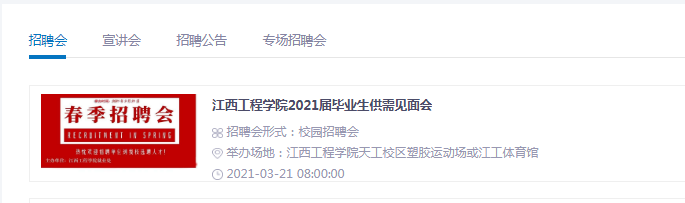 招聘会 宣讲会 招聘公告 专场招聘会
春季招聘会
RECRUITMENT IN SPRING
江西工程学院2021届毕业生供需见面会
招聘会形式：校园招聘会
举办场地：江西工程学院天工校区塑胶运动场或江工体育馆
2021-03-21 08:00:00